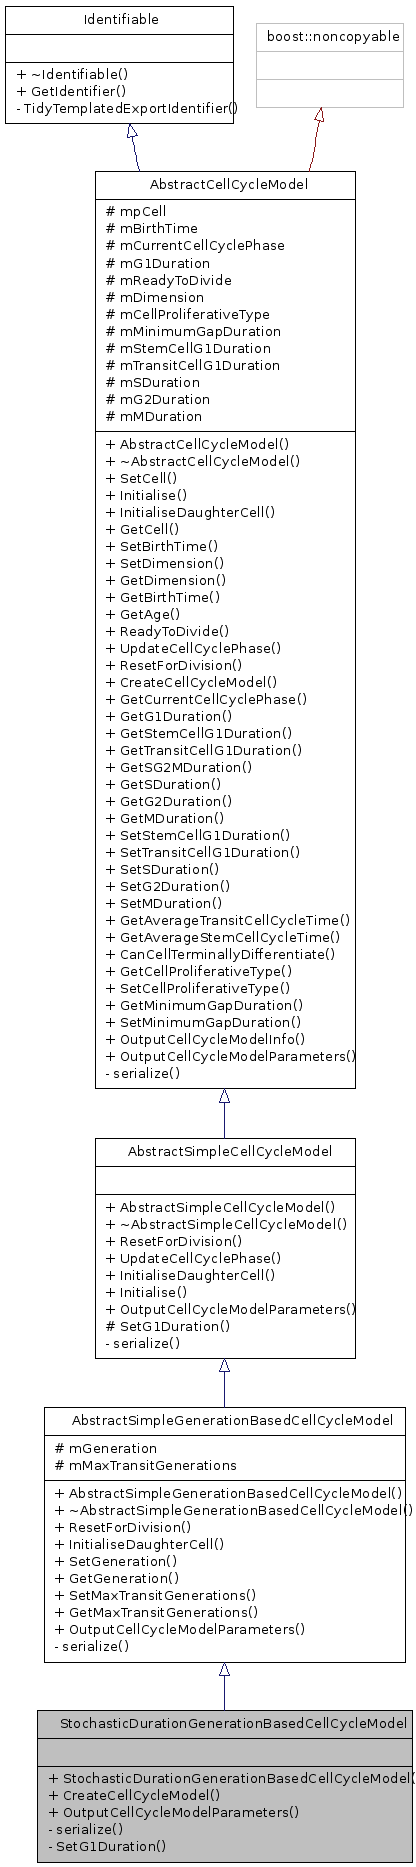 Identifiable
+ ~Identifiable()
+ GetIdentifier()
- TidyTemplatedExportIdentifier()
boost::noncopyable
AbstractCellCycleModel
# mpCell
# mBirthTime
# mCurrentCellCyclePhase
# mG1Duration
# mReadyToDivide
# mDimension
# mCellProliferativeType
# mMinimumGapDuration
# mStemCellG1Duration
# mTransitCellG1Duration
# mSDuration
# mG2Duration
# mMDuration
+ AbstractCellCycleModel()
+ ~AbstractCellCycleModel()
+ SetCell()
+ Initialise()
+ InitialiseDaughterCell()
+ GetCell()
+ SetBirthTime()
+ SetDimension()
+ GetDimension()
+ GetBirthTime()
+ GetAge()
+ ReadyToDivide()
+ UpdateCellCyclePhase()
+ ResetForDivision()
+ CreateCellCycleModel()
+ GetCurrentCellCyclePhase()
+ GetG1Duration()
+ GetStemCellG1Duration()
+ GetTransitCellG1Duration()
+ GetSG2MDuration()
+ GetSDuration()
+ GetG2Duration()
+ GetMDuration()
+ SetStemCellG1Duration()
+ SetTransitCellG1Duration()
+ SetSDuration()
+ SetG2Duration()
+ SetMDuration()
+ GetAverageTransitCellCycleTime()
+ GetAverageStemCellCycleTime()
+ CanCellTerminallyDifferentiate()
+ GetCellProliferativeType()
+ SetCellProliferativeType()
+ GetMinimumGapDuration()
+ SetMinimumGapDuration()
+ OutputCellCycleModelInfo()
+ OutputCellCycleModelParameters()
- serialize()
AbstractSimpleCellCycleModel
+ AbstractSimpleCellCycleModel()
+ ~AbstractSimpleCellCycleModel()
+ ResetForDivision()
+ UpdateCellCyclePhase()
+ InitialiseDaughterCell()
+ Initialise()
+ OutputCellCycleModelParameters()
# SetG1Duration()
- serialize()
AbstractSimpleGenerationBasedCellCycleModel
# mGeneration
# mMaxTransitGenerations
+ AbstractSimpleGenerationBasedCellCycleModel()
+ ~AbstractSimpleGenerationBasedCellCycleModel()
+ ResetForDivision()
+ InitialiseDaughterCell()
+ SetGeneration()
+ GetGeneration()
+ SetMaxTransitGenerations()
+ GetMaxTransitGenerations()
+ OutputCellCycleModelParameters()
- serialize()
StochasticDurationGenerationBasedCellCycleModel
+ StochasticDurationGenerationBasedCellCycleModel(
+ CreateCellCycleModel()
+ OutputCellCycleModelParameters()
- serialize()
- SetG1Duration()